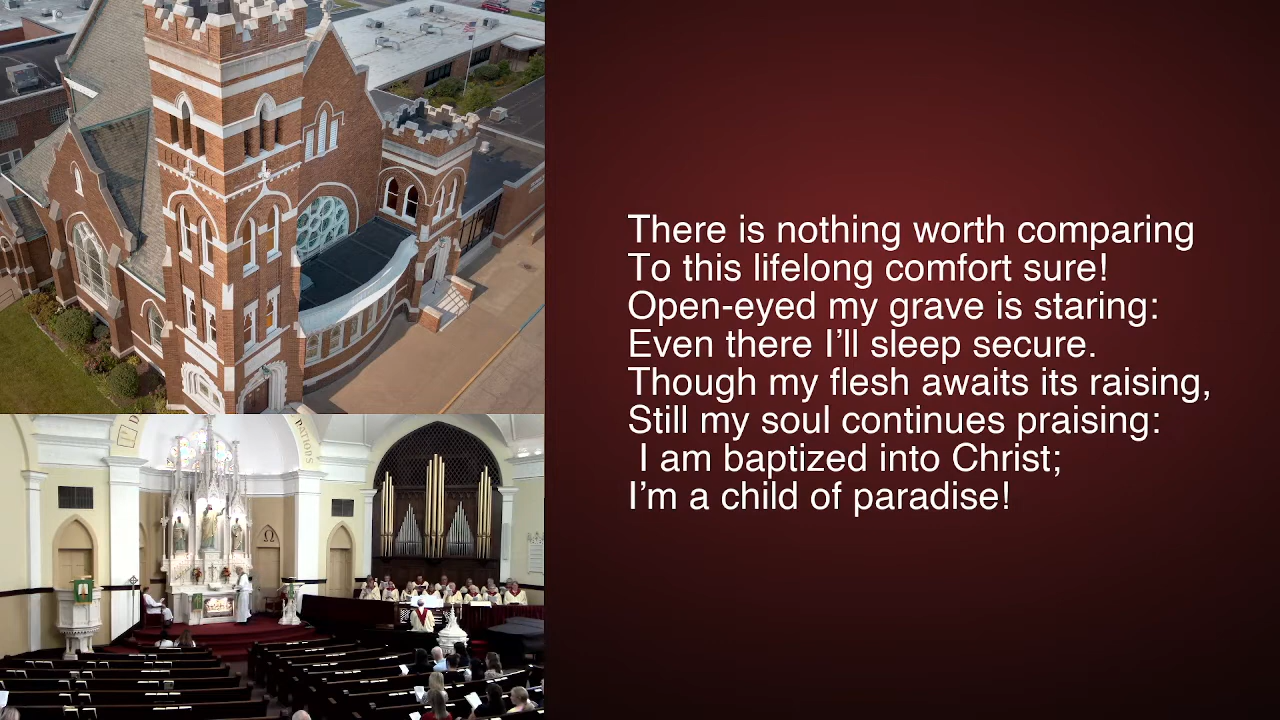 There is nothing worth comparing
To this lifelong comfort sure!
Open-eyed my grave is staring:
Even there I'll sleep secure.
Though my flesh awaits its raising,
Still my soul continues praising:
I am baptized into Christ;
I'm a child of paradise!
Ω